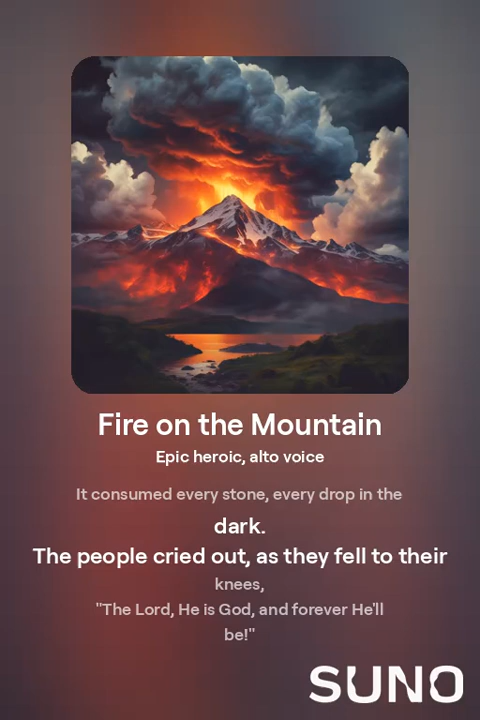 Fire on the Mountain
Epic heroic, alto voice
It consumed every stone, every drop in the
dark.
The people cried out, as they fell to their
knees,
"The Lord, He is God, and forever He'll
be!"
SUNO